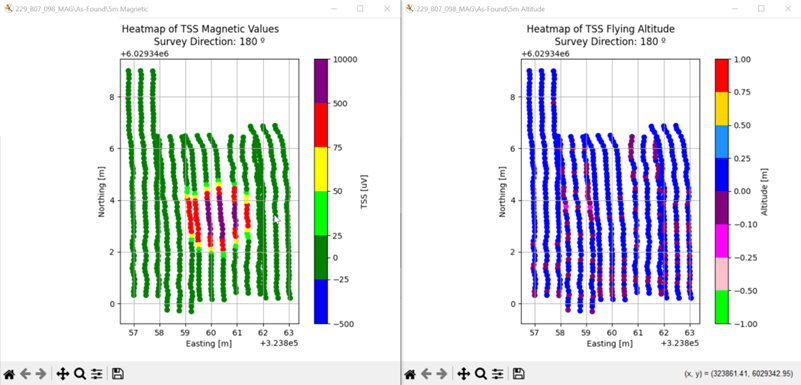 229_807_098_MAG\As-Found\5m Magnetic
Heatmap of TSS Magnetic Values
Survey Direction: 180 º
+6.02934e6
8
6
4
2
0
Northing [m]
57 58 59 60 61 62 63
Easting [m]
+3.238e5
10000
500
75
50
25
0
−25
−500
TSS [uV]
229_807_098_MAG\As-Found\5m Altitude
Heatmap of TSS Flying Altitude
Survey Direction: 180 º
+6.02934e6
8
6
4
2
0
Northing [m]
57 58 59 60 61 62 63
Easting [m]
+3.238e5
1.00
0.75
0.50
0.25
0.00
−0.10
−0.25
−0.50
−1.00
Altitude [m]
(x, y) = (323861.41, 6029342.95)